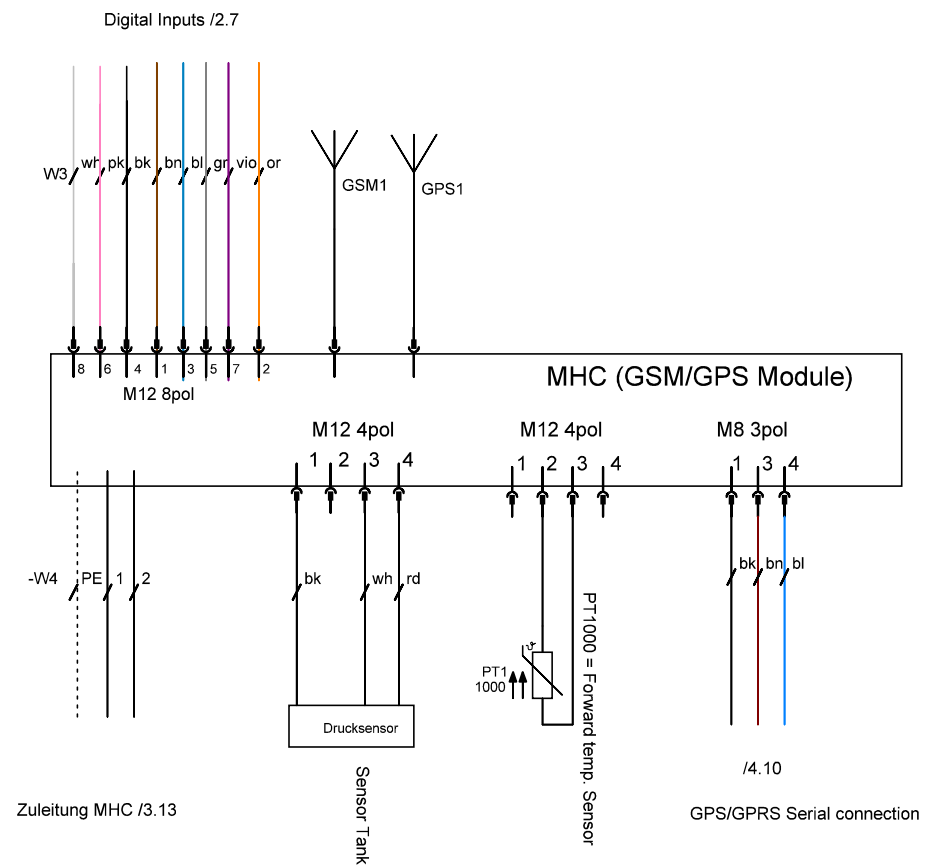 Digital Inputs /2.7
W3 wh pk bk bn bl gr vio or
GSM1
GPS1
8 6 4 1 3 5 7 2
M12 8pol
MHC (GSM/GPS Module)
M12 4pol
M12 4pol
M8 3pol
1 2 3 4
1 2 3 4
1 3 4
-W4 PE 1 2
bk wh rd
bk bn bl
PT1
1000
ϑ
PT1000 = Forward temp. Sensor
Drucksensor
Sensor Tank
/4.10
Zuleitung MHC /3.13
GPS/GPRS Serial connection